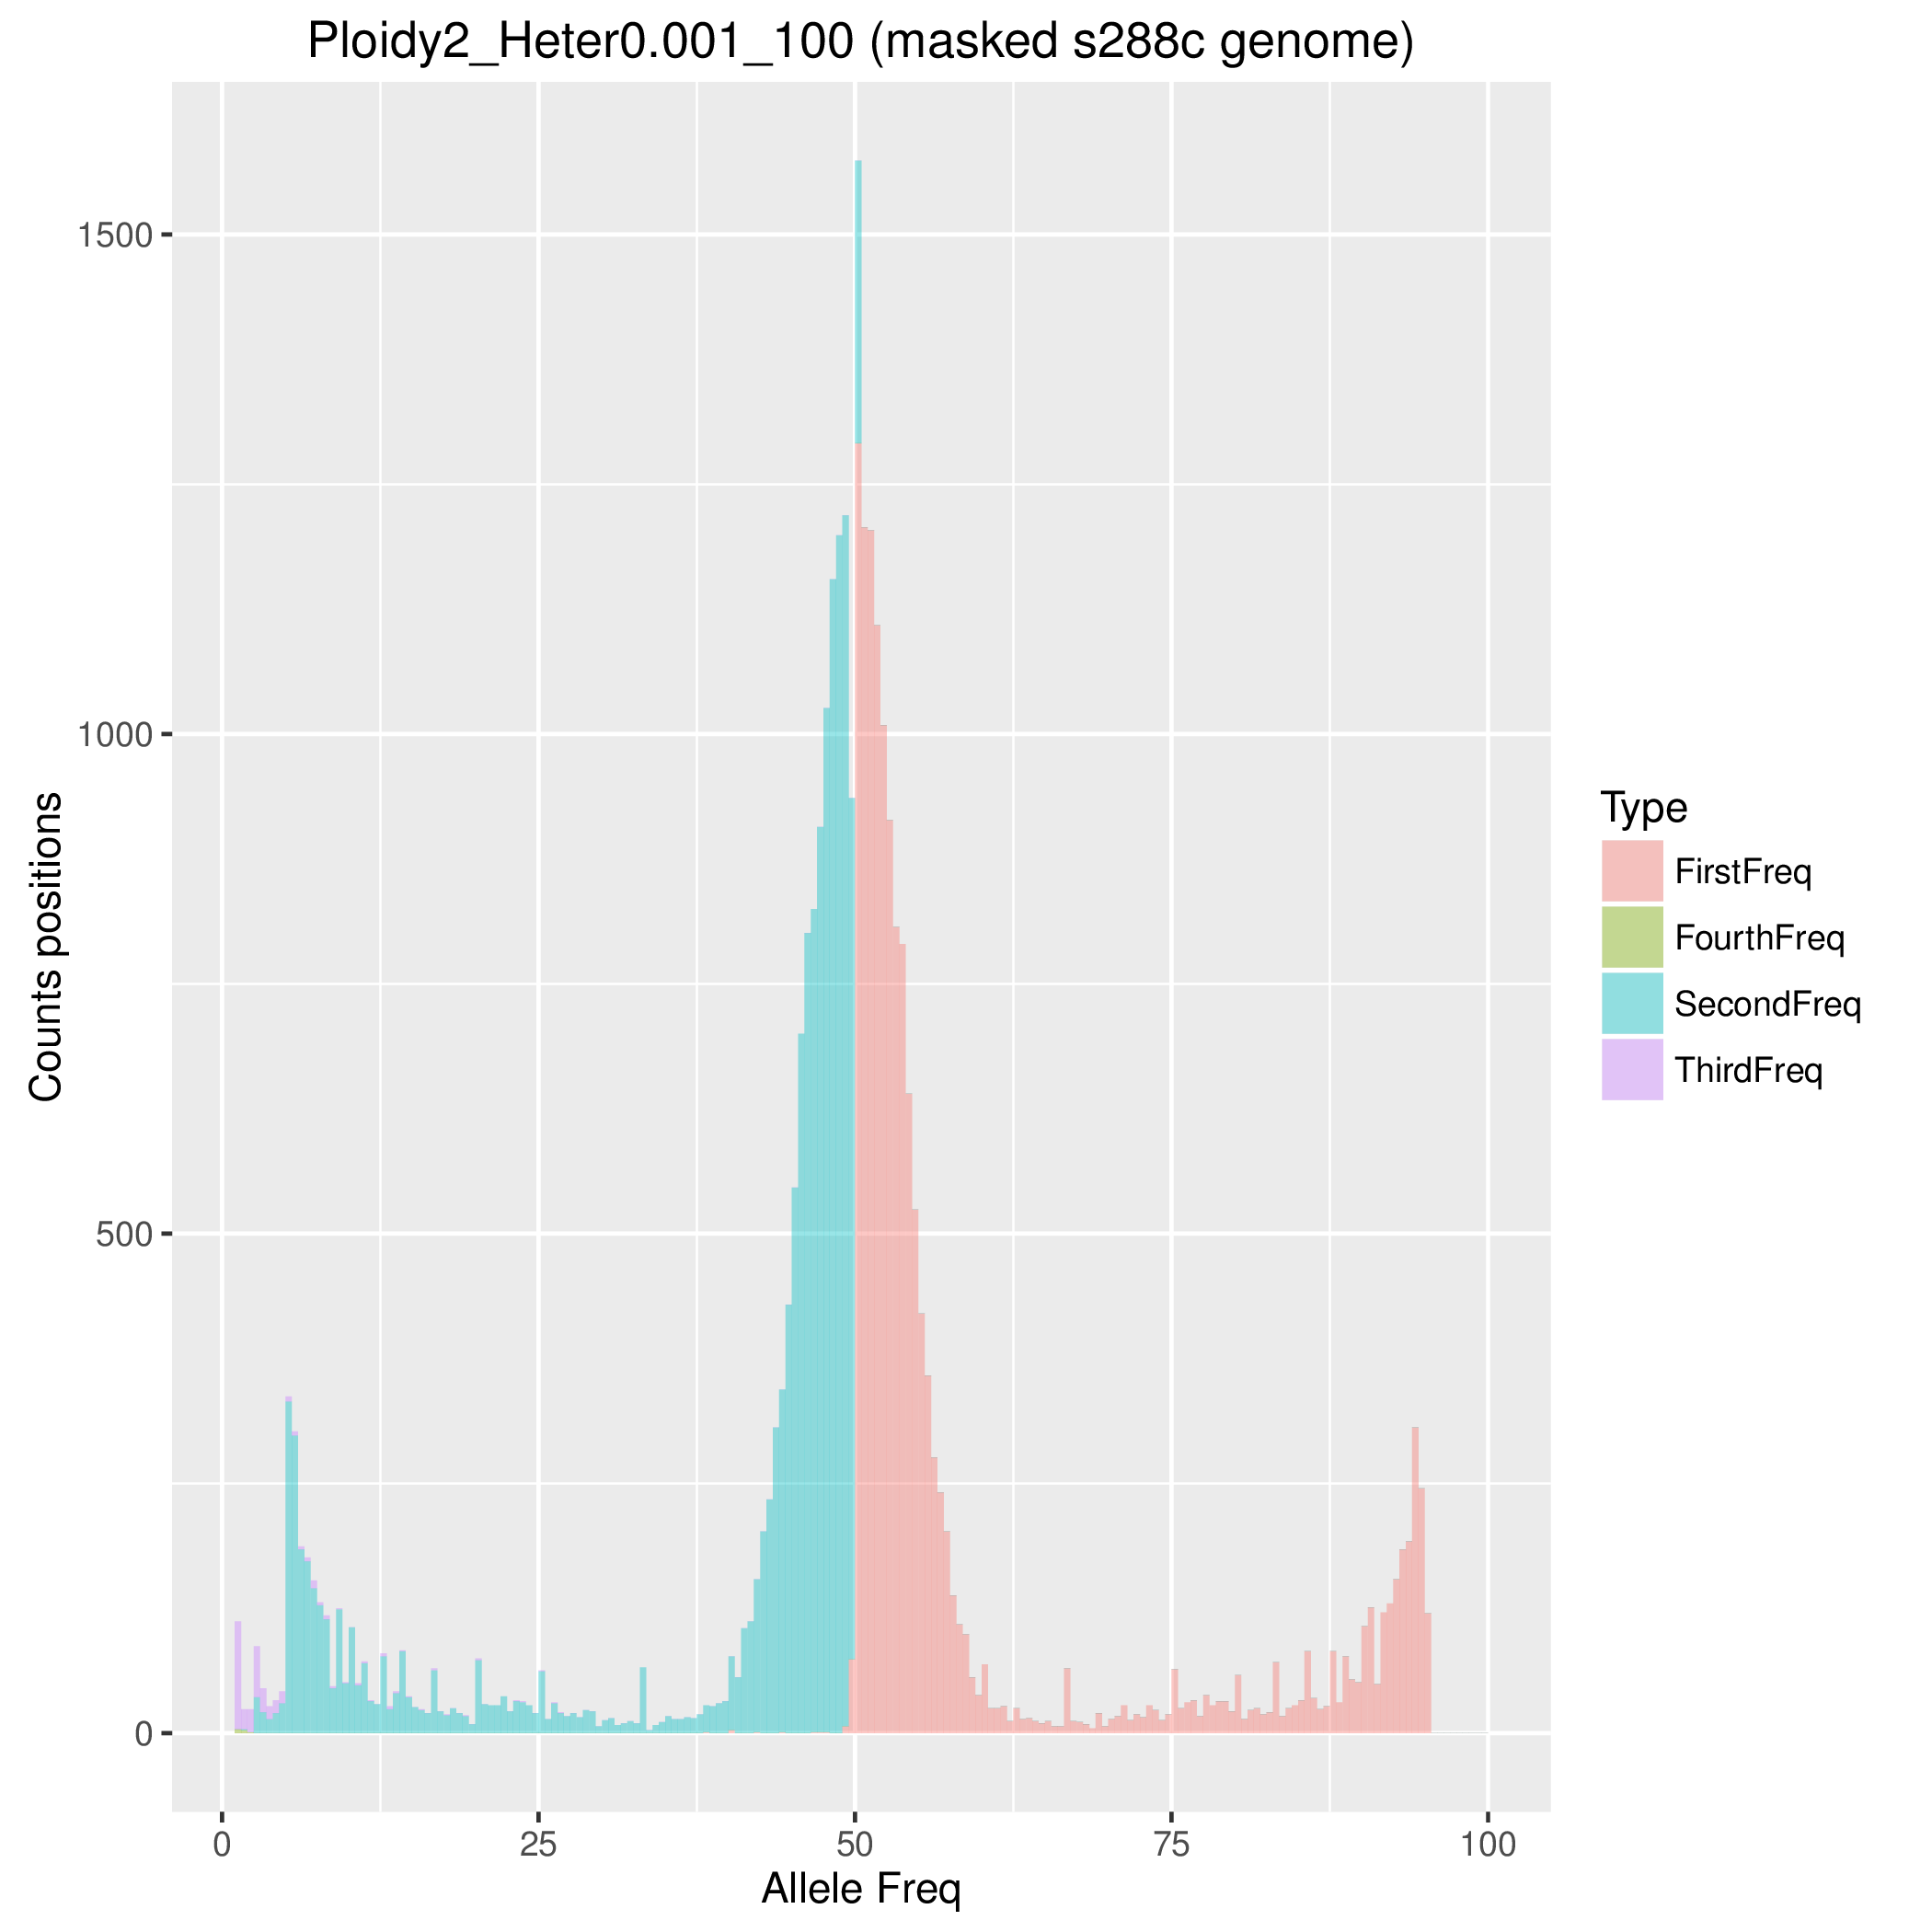 Ploidy2_Heter0.001_100 (masked s288c genome)
Counts positions
1500
1000
500
0
0 25 50 75 100
Allele Freq
Type
FirstFreq
FourthFreq
SecondFreq
ThirdFreq